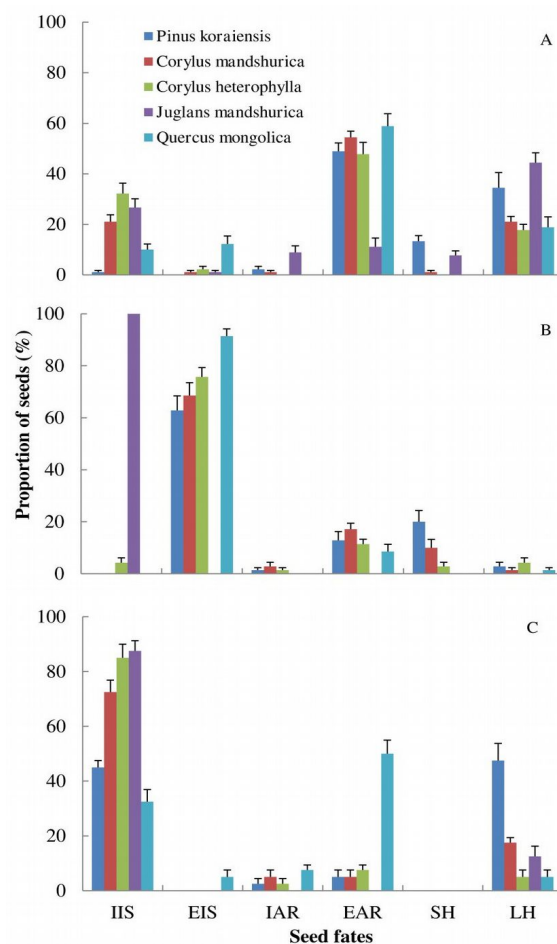 100
80
60
40
20
0
Pinus koraiensis
Corylus mandshurica
Corylus heterophylla
Juglans mandshurica
Quercus mongolica
A
100
80
60
40
20
0
B
100
80
60
40
20
0
C
Proportion of seeds (%)
IIS EIS IAR EAR SH LH
Seed fates